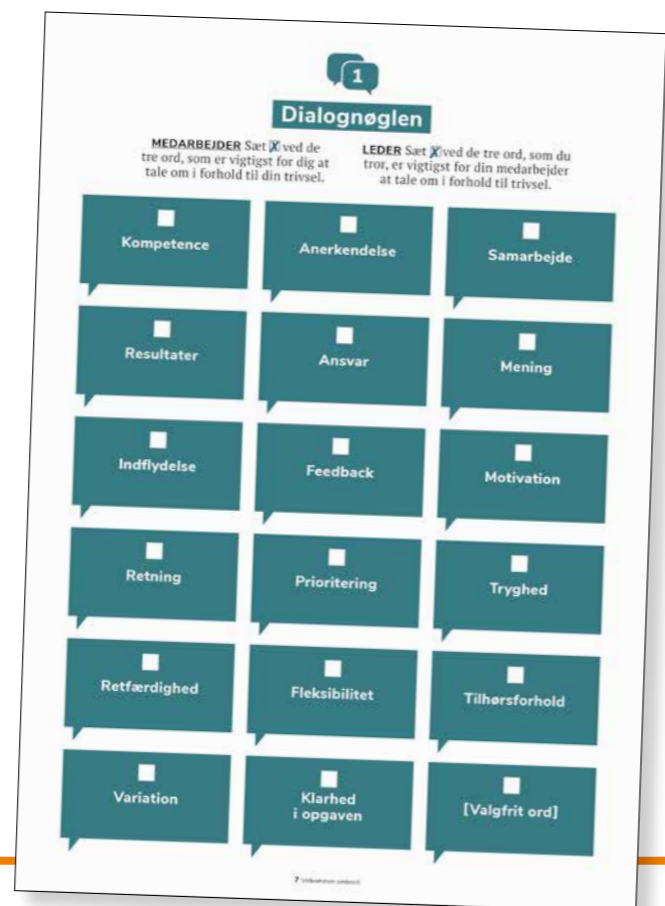 1
Dialognøglen
MEDARBEJDER Sæt X ved de
tre ord, som er vigtigst for dig at
tale om i forhold til din trivsel.
LEDER Sæt X ved de tre ord, som du
tror, er vigtigst for din medarbejder
at tale om i forhold til trivsel.
Kompetence
Anerkendelse
Samarbejde
Resultater
Ansvar
Mening
Indflydelse
Feedback
Motivation
Retning
Prioritering
Tryghed
Retfærdighed
Fleksibilitet
Tilhørsforhold
Variation
Klarhed
i opgaven
[Valgfrit ord]
7